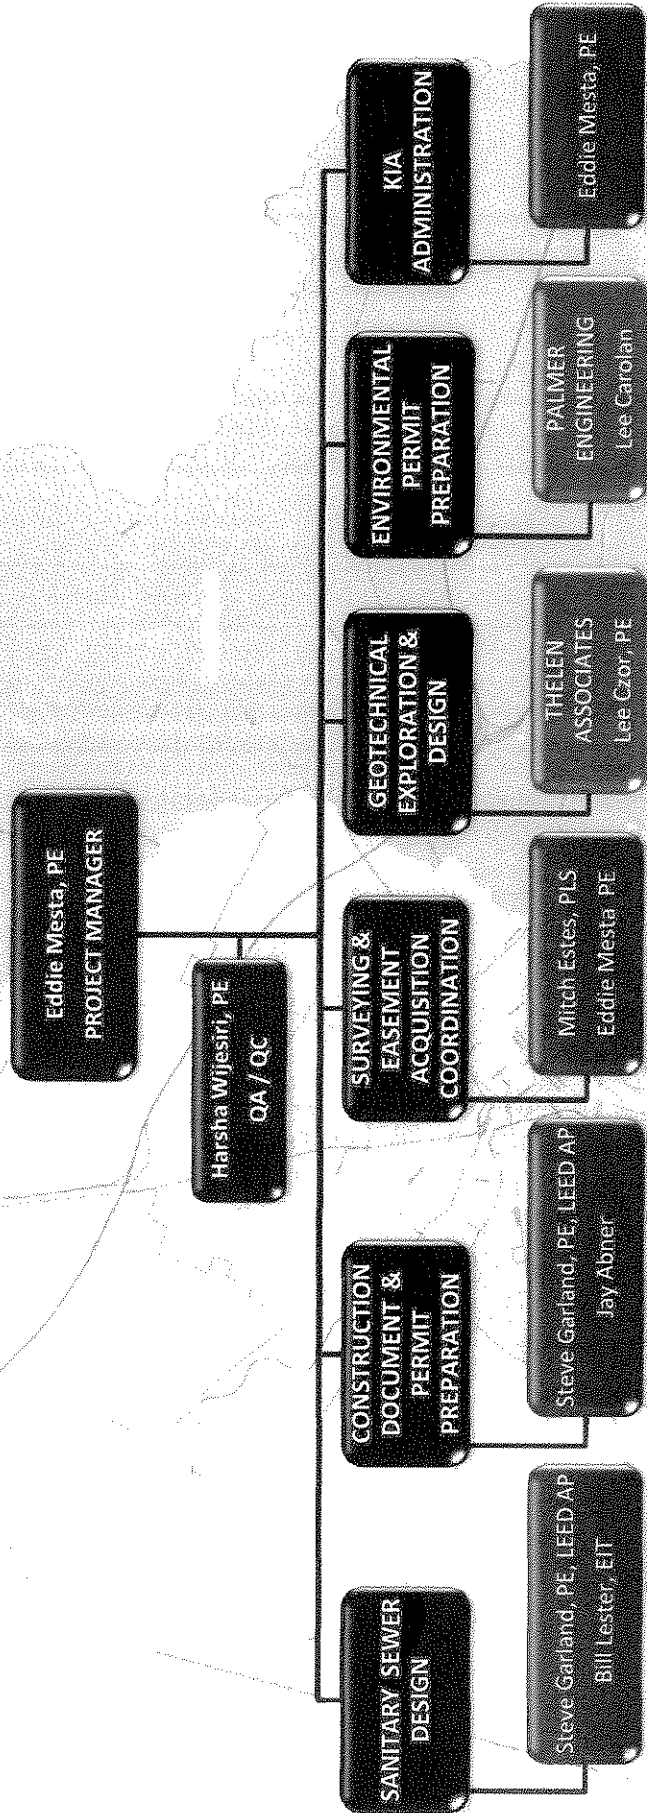 Eddie Mesta, PE
PROJECT MANAGER
Harsha Wijesiri, PE
QA / QC
SANITARY SEWER
DESIGN
Steve Garland, PE, LEED AP
Bill Lester, EIT
CONSTRUCTION
DOCUMENT &
PERMIT
PREPARATION
Steve Garland, PE, LEED AP
Jay Abner
SURVEYING &
EASEMENT
ACQUISITION
COORDINATION
Mitch Estes, PLS
Eddie Mesta PE
GEOTECHNICAL
EXPLORATION &
DESIGN
THELEN
ASSOCIATES
Lee Czor, PE
ENVIRONMENTAL
PERMIT
PREPARATION
PALMER
ENGINEERING
Lee Carolan
KIA
ADMINISTRATION
Eddie Mesta, PE